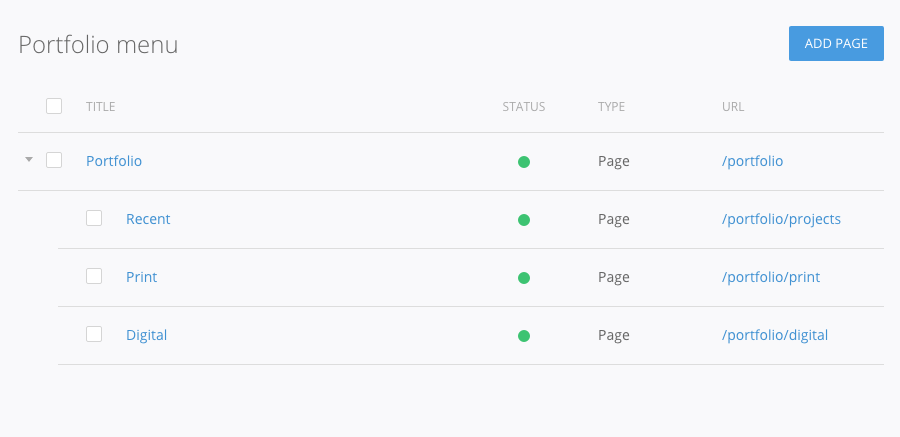 Portfolio menu ADD PAGE
TITLE STATUS TYPE URL
Portfolio Page /portfolio
Recent Page /portfolio/projects
Print Page /portfolio/print
Digital Page /portfolio/digital